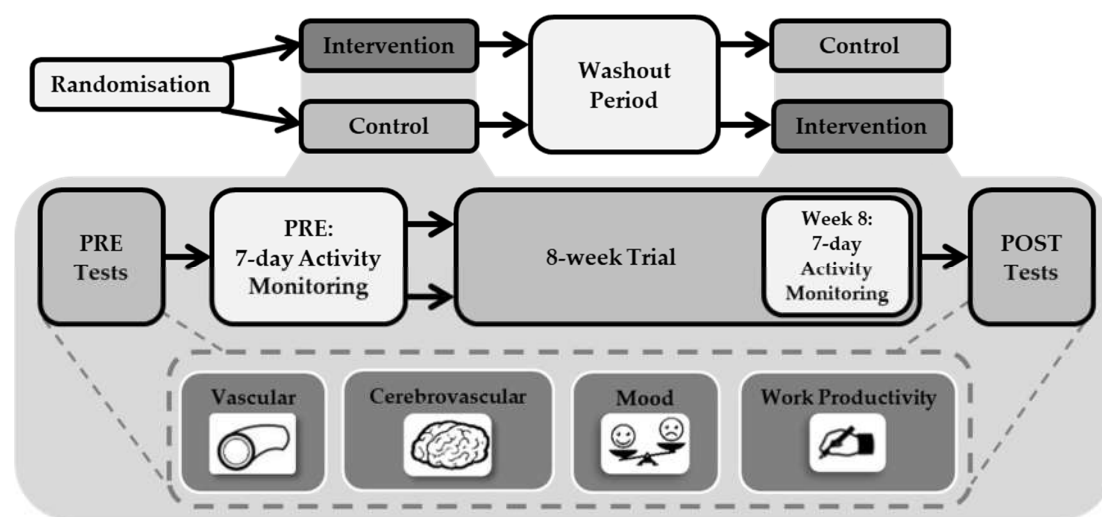 Randomisation
Intervention
Control
Washout
Period
Control
Intervention
PRE
Tests
PRE:
7-day Activity
Monitoring
8-week Trial
Week 8:
7-day
Activity
Monitoring
POST
Tests
Vascular
Cerebrovascular
Mood
Work Productivity